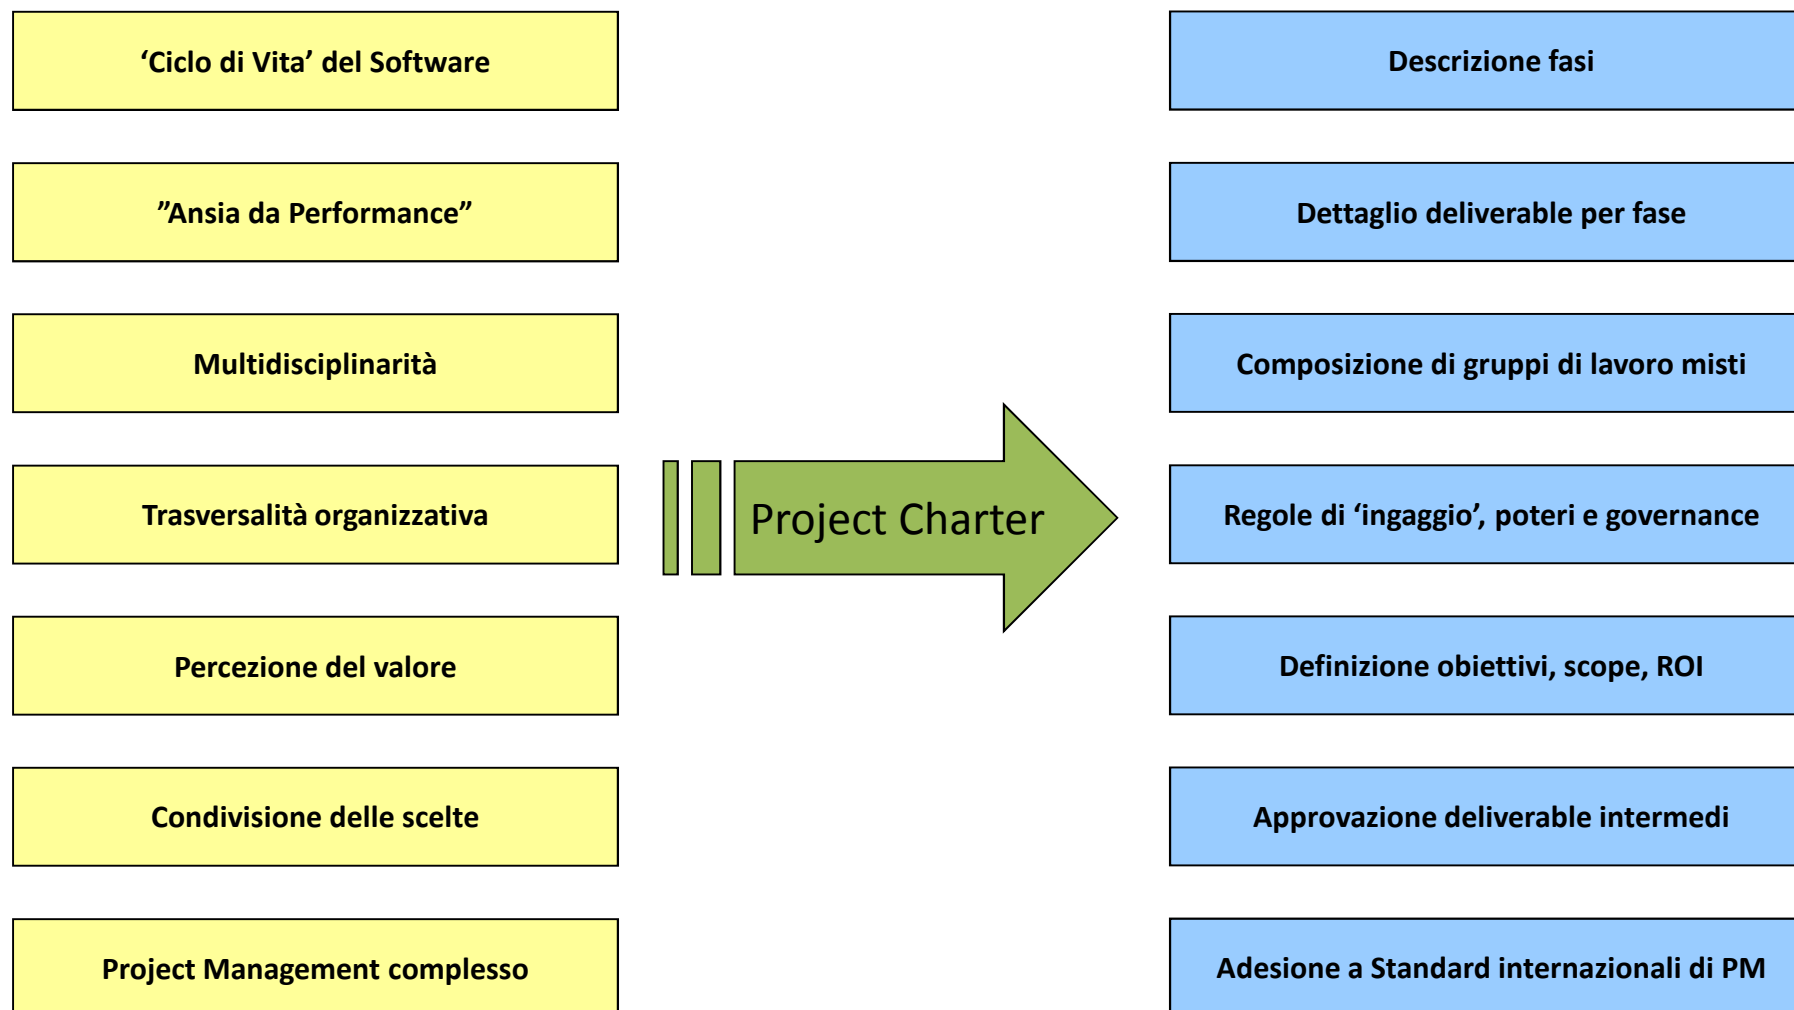 ‘Ciclo di Vita’ del Software
Descrizione fasi
”Ansia da Performance”
Dettaglio deliverable per fase
Multidisciplinarità
Composizione di gruppi di lavoro misti
Trasversalità organizzativa
Project Charter
Regole di ‘ingaggio’, poteri e governance
Percezione del valore
Definizione obiettivi, scope, ROI
Condivisione delle scelte
Approvazione deliverable intermedi
Project Management complesso
Adesione a Standard internazionali di PM